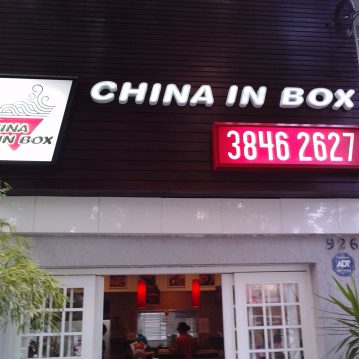 CHINA IN BOX
INA
IN BOX
3846 2627
926
ADT